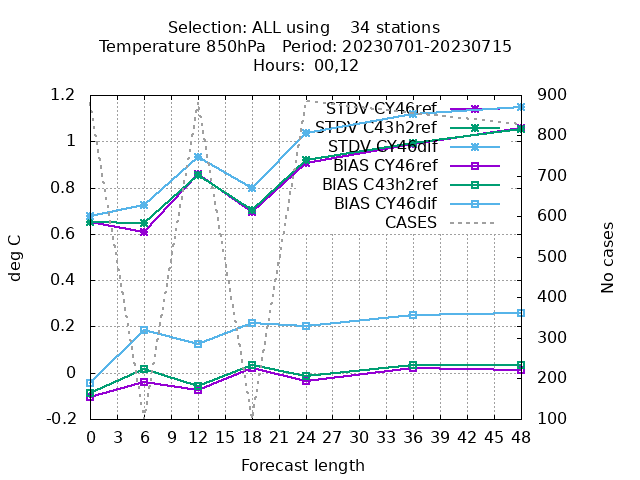 Selection: ALL using 34 stations
Temperature 850hPa Period: 20230701-20230715
Hours: 00,12
1.2
1
0.8
0.6
0.4
0.2
0
-0.2
deg C
900
800
700
600
500
400
300
200
100
No cases
STDV CY46ref
STDV C43h2ref
STDV CY46dif
BIAS CY46ref
BIAS C43h2ref
BIAS CY46dif
CASES
0 3 6 9 12 15 18 21 24 27 30 33 36 39 42 45 48
Forecast length